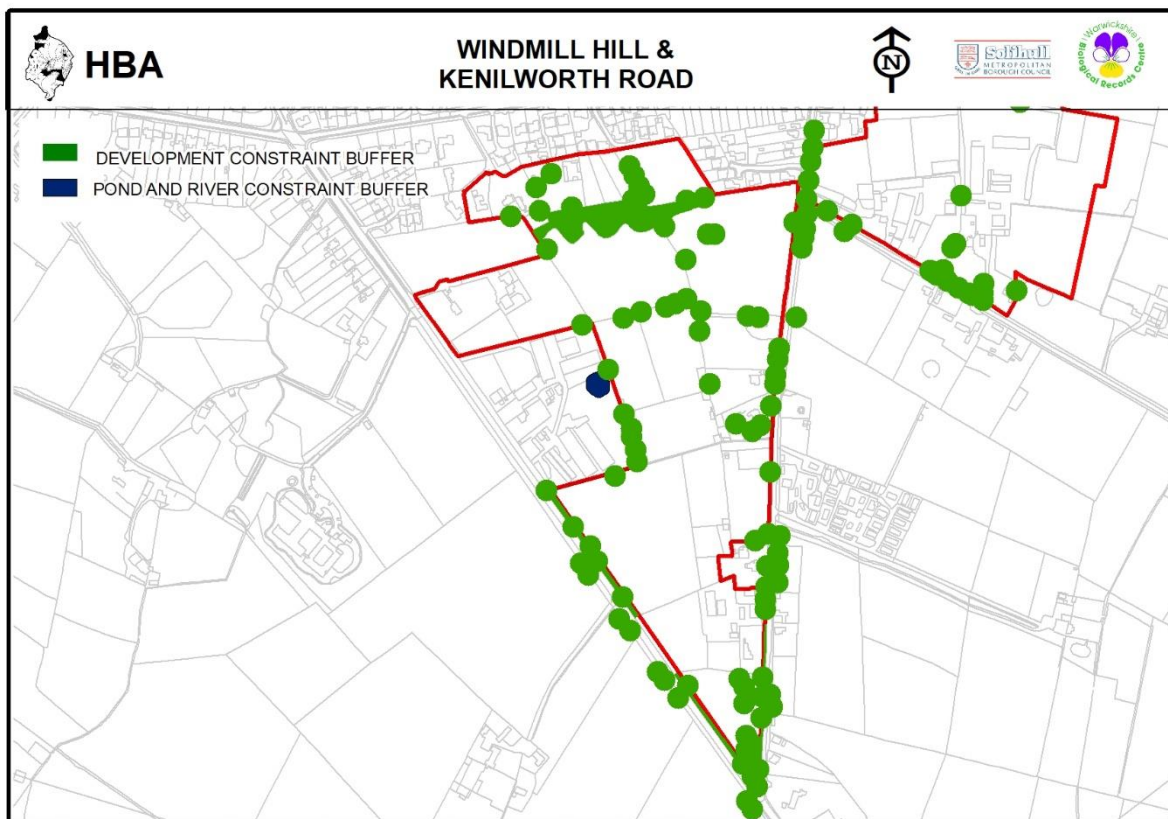 HBA
WINDMILL HILL &
KENILWORTH ROAD
N
Solihull
METROPOLITAN
BOROUGH COUNCIL
Warwickshire
Biological Records Centre
DEVELOPMENT CONSTRAINT BUFFER
POND AND RIVER CONSTRAINT BUFFER